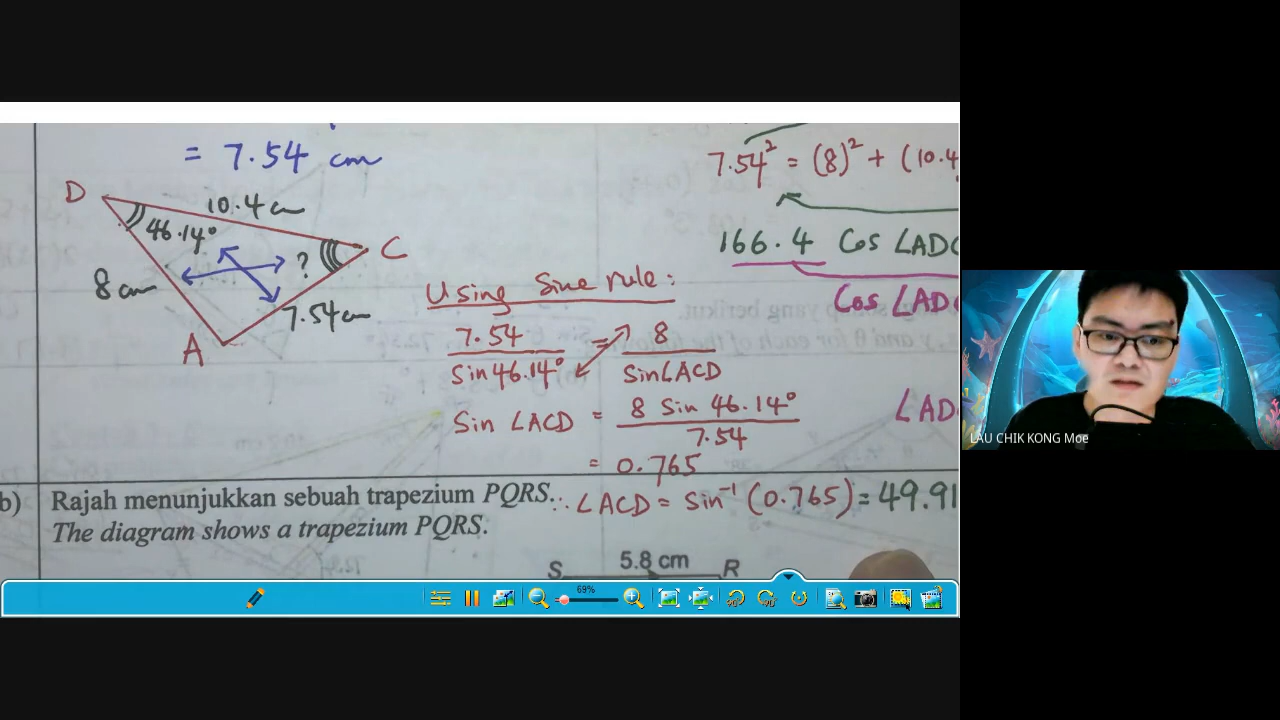 = 7.54 cm
D
10.4 cm
46.14°
?
C
8 cm
7.54 cm
A
7.54² = (8)² + (10.4
166.4 Cos ∠ADC
Cos ∠AD
∠AD
Using Sine rule:
7.54 / Sin 46.14° = 8 / Sin∠ACD
Sin ∠ACD = 8 Sin 46.14° / 7.54
= 0.765
∴ ∠ACD = Sin⁻¹ (0.765) = 49.91
b) Rajah menunjukkan sebuah trapezium PQRS.
The diagram shows a trapezium PQRS.
S 5.8 cm R
69%
LAU CHIK KONG Moe